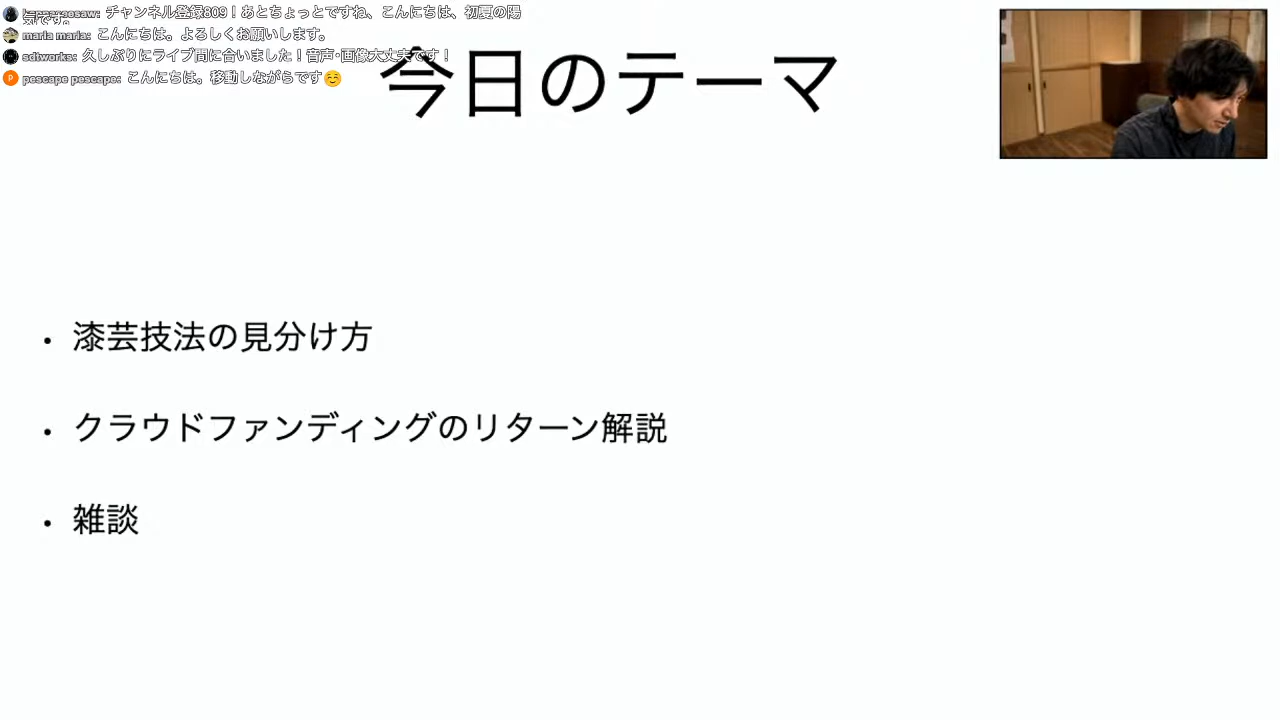 チャンネル登録809!あとちょっとですね、こんにちは、初夏の陽
気です。
maria maria: こんにちは。よろしくお願いします。
sdtworks: 久しぶりにライブ間に合いました!音声・画像大丈夫です!
pescape pescape: こんにちは。移動しながらです☺️
今日のテーマ
・漆芸技法の見分け方
・クラウドファンディングのリターン解説
・雑談